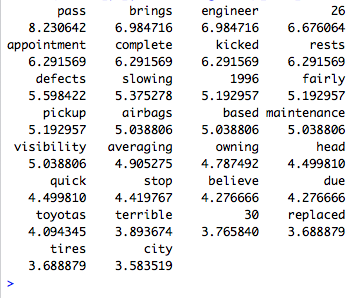 pass brings engineer 26
8.230642 6.984716 6.984716 6.676064
appointment complete kicked rests
6.291569 6.291569 6.291569 6.291569
defects slowing 1996 fairly
5.598422 5.375278 5.192957 5.192957
pickup airbags based maintenance
5.192957 5.038806 5.038806 5.038806
visibility averaging owning head
5.038806 4.905275 4.787492 4.499810
quick stop believe due
4.499810 4.419767 4.276666 4.276666
toyotas terrible 30 replaced
4.094345 3.893674 3.765840 3.688879
tires city
3.688879 3.583519
>